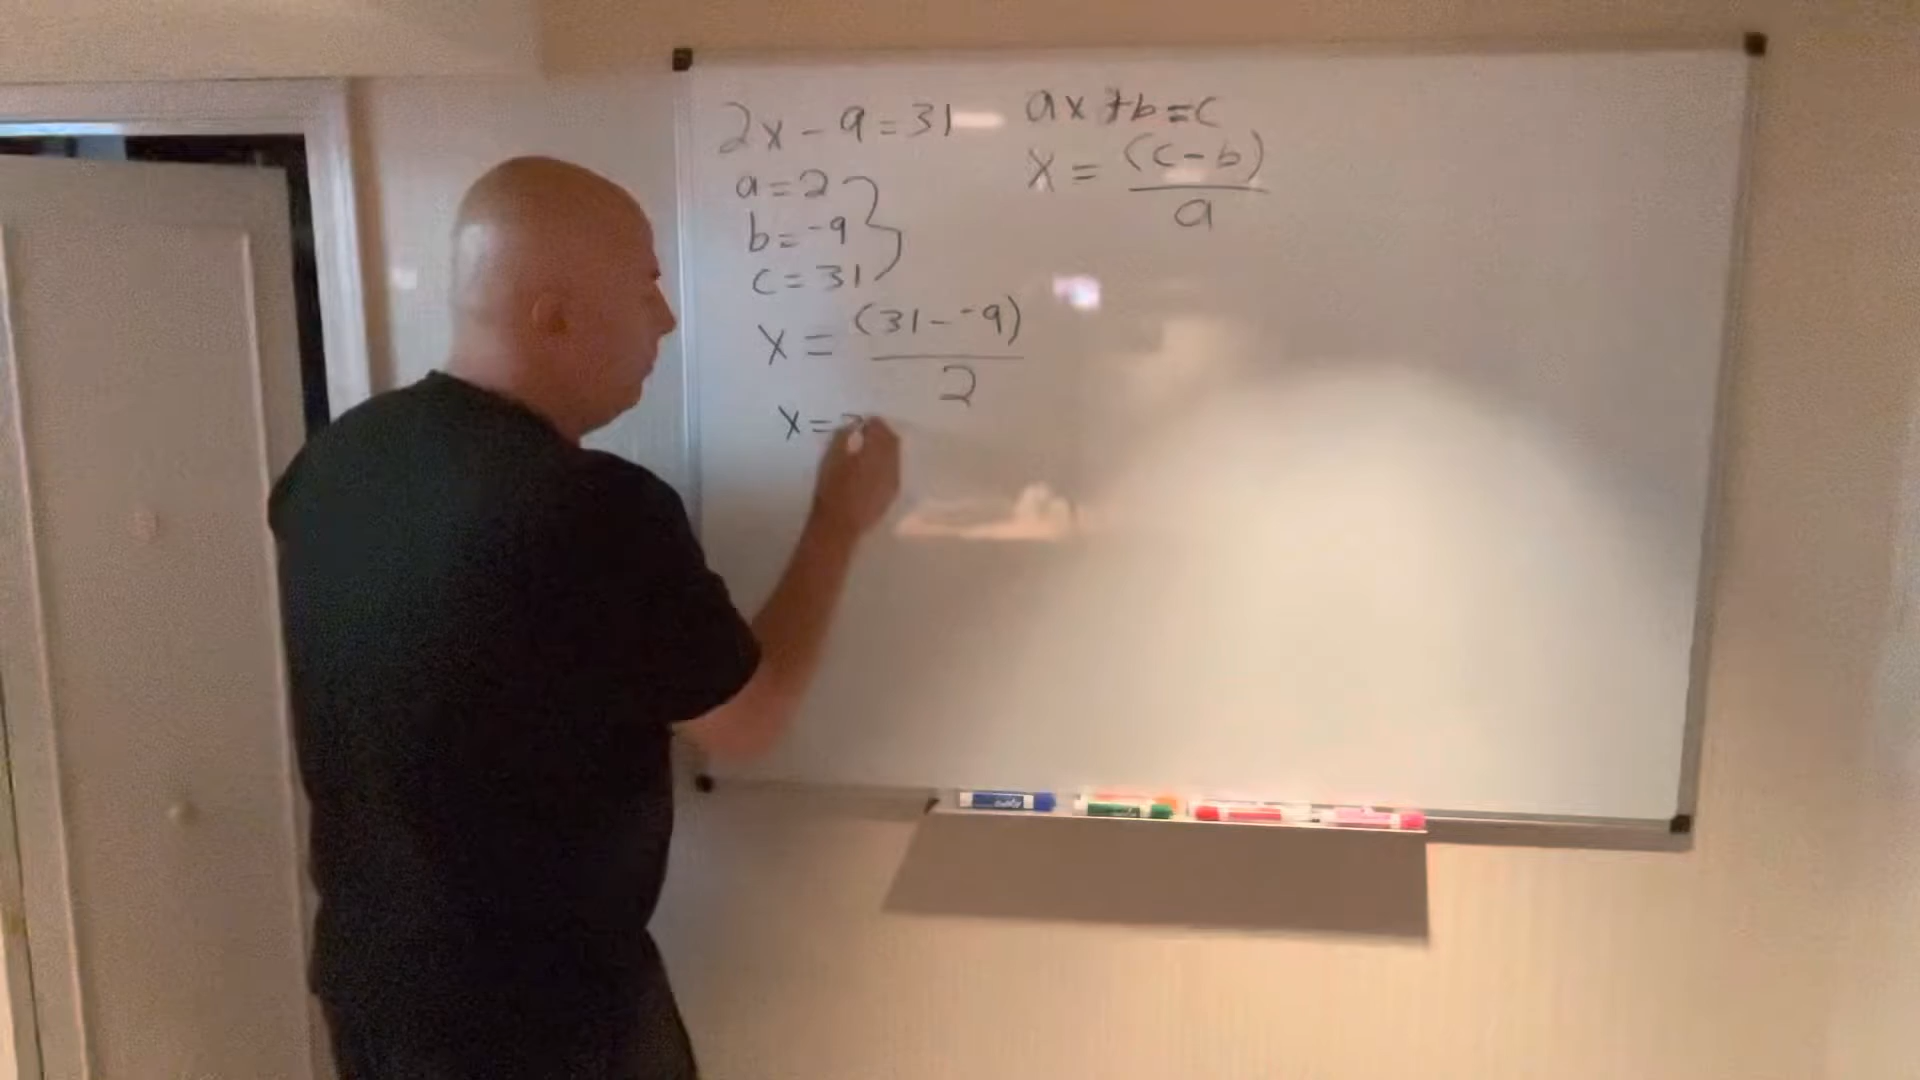 2x - 9 = 31
a = 2
b = -9
c = 31
x = (31 - -9)
2
x =
ax + b = c
x = (c - b)
a